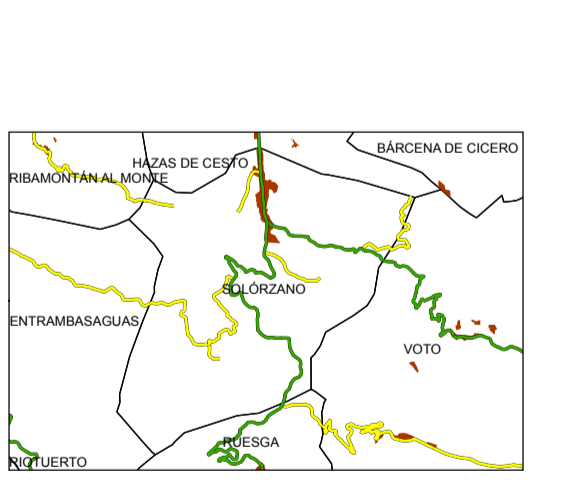 BÁRCENA DE CICERO
HAZAS DE CESTO
RIBAMONTÁN AL MONTE
SOLÓRZANO
ENTRAMBASAGUAS
VOTO
RUESGA
RIOTUERTO